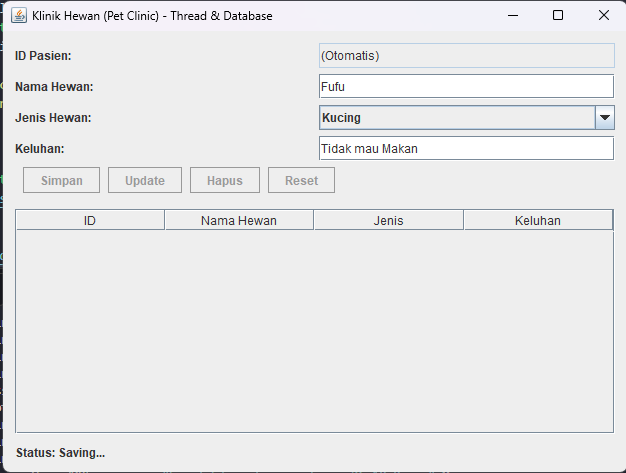 Klinik Hewan (Pet Clinic) - Thread & Database
ID Pasien: (Otomatis)
Nama Hewan: Fufu
Jenis Hewan: Kucing
Keluhan: Tidak mau Makan
Simpan Update Hapus Reset
ID Nama Hewan Jenis Keluhan
Status: Saving...